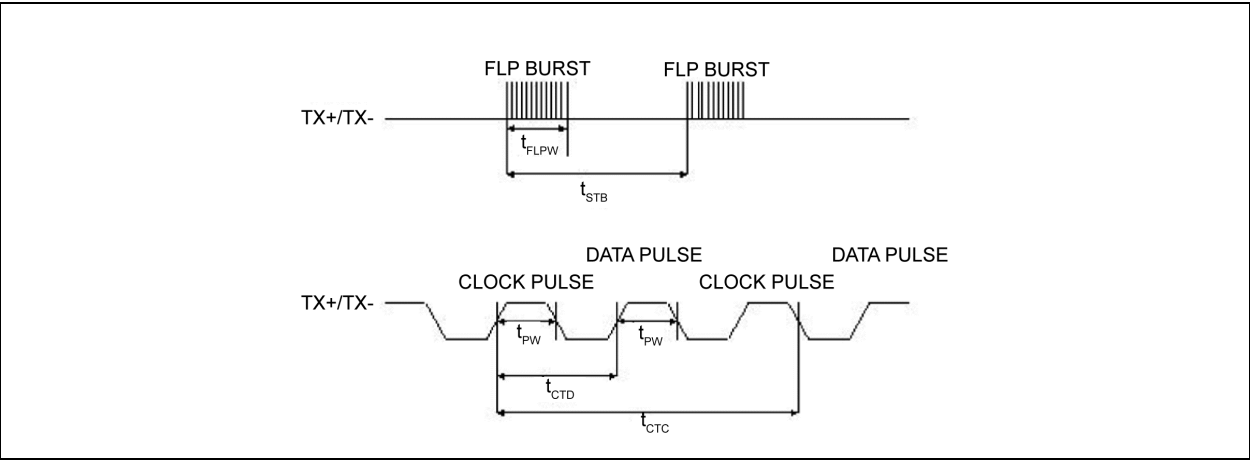 FLP BURST FLP BURST
TX+/TX-
tFLPW
tSTB
DATA PULSE DATA PULSE
CLOCK PULSE CLOCK PULSE
TX+/TX-
tPW tPW
tCTD
tCTC